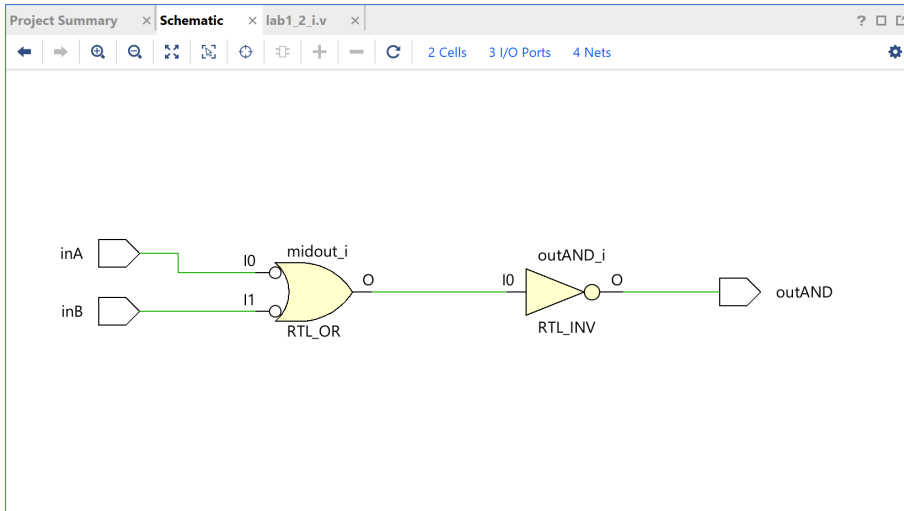 Project Summary × Schematic × lab1_2_i.v × ?
2 Cells 3 I/O Ports 4 Nets
inA
I0
midout_i
O
inB
I1
RTL_OR
I0
outAND_i
O
RTL_INV
outAND